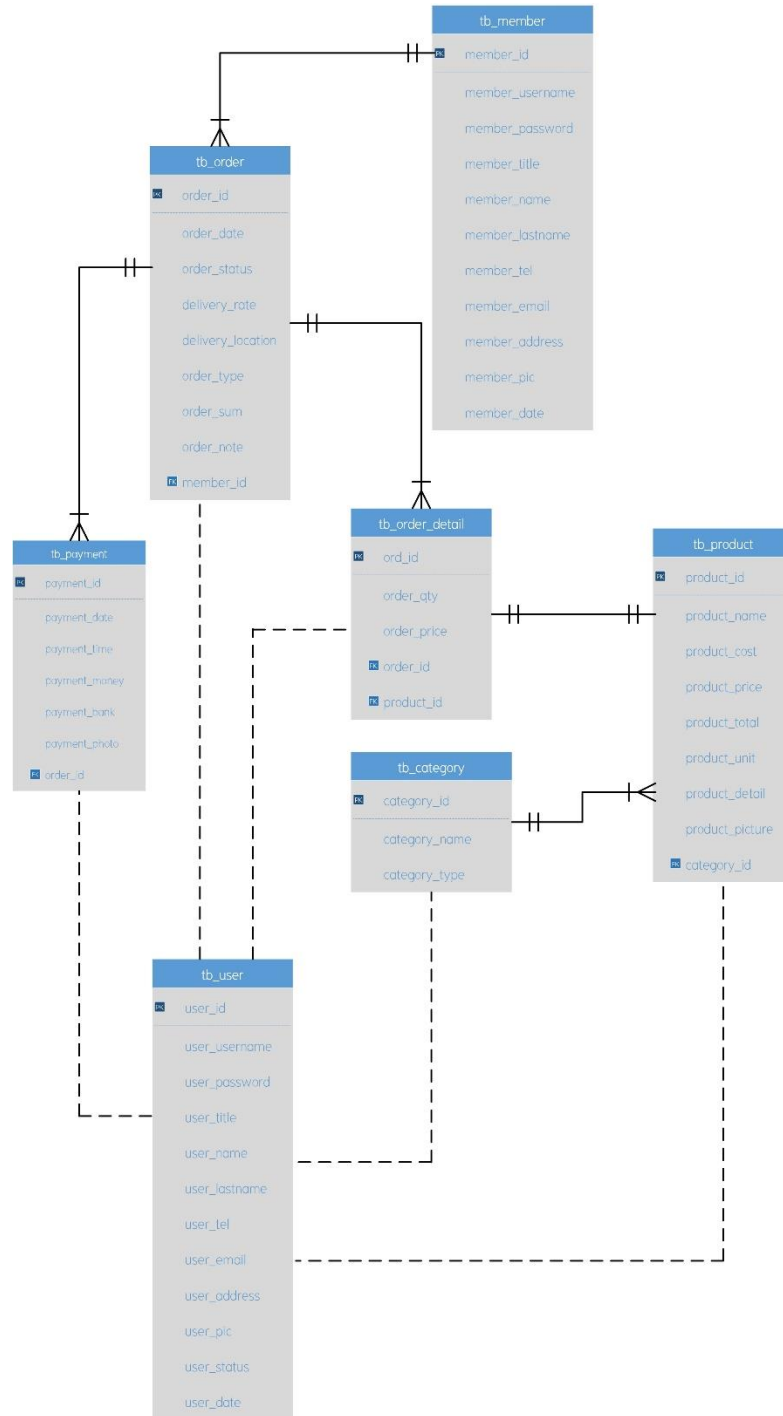 tb_member
PK member_id
member_username
member_password
member_title
member_name
member_lastname
member_tel
member_email
member_address
member_pic
member_date
tb_order
PK order_id
order_date
order_status
delivery_rate
delivery_location
order_type
order_sum
order_note
FK member_id
tb_payment
PK payment_id
payment_date
payment_time
payment_money
payment_bank
payment_photo
FK order_id
tb_order_detail
PK ord_id
order_qty
order_price
FK order_id
FK product_id
tb_product
PK product_id
product_name
product_cost
product_price
product_total
product_unit
product_detail
product_picture
FK category_id
tb_category
PK category_id
category_name
category_type
tb_user
PK user_id
user_username
user_password
user_title
user_name
user_lastname
user_tel
user_email
user_address
user_pic
user_status
user_date